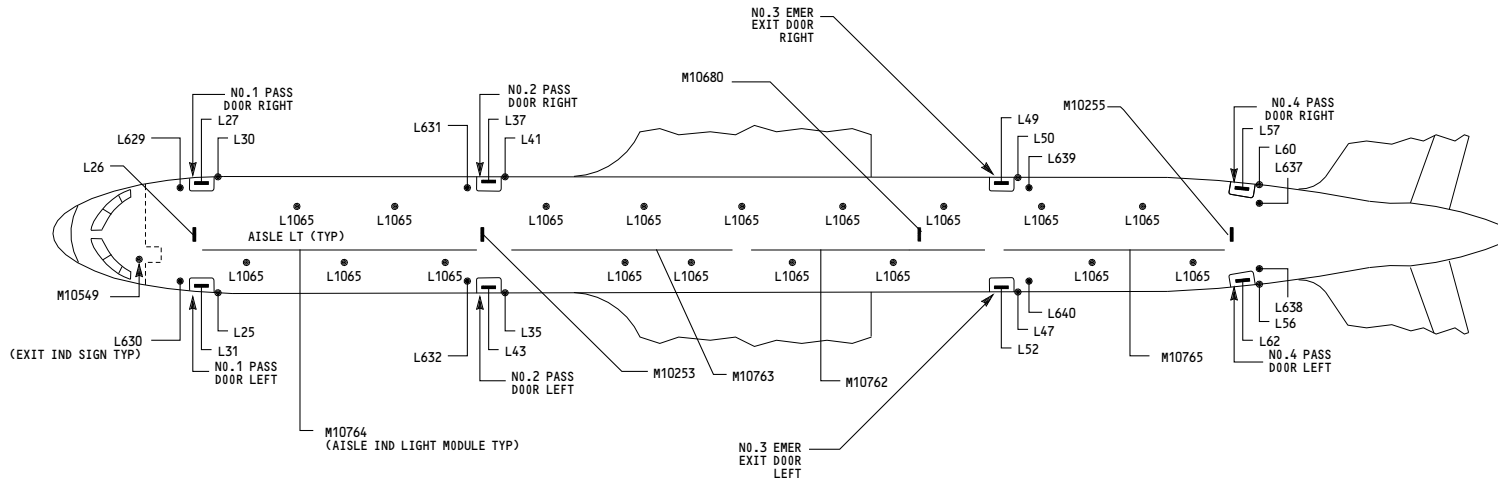 NO.3 EMER
EXIT DOOR
RIGHT
M10680
NO.1 PASS
DOOR RIGHT
L27
L30
L629
L26
NO.2 PASS
DOOR RIGHT
L37
L41
L631
L49
L50
L639
M10255
NO.4 PASS
DOOR RIGHT
L57
L60
L637
L1065
L1065
L1065
L1065
L1065
L1065
L1065
L1065
L1065
AISLE LT (TYP)
L1065
L1065
L1065
L1065
L1065
L1065
L1065
L1065
L1065
M10549
L630
(EXIT IND SIGN TYP)
L25
L31
NO.1 PASS
DOOR LEFT
L632
L35
L43
NO.2 PASS
DOOR LEFT
M10253
M10763
M10762
L640
L47
L52
M10765
L638
L56
L62
NO.4 PASS
DOOR LEFT
M10764
(AISLE IND LIGHT MODULE TYP)
NO.3 EMER
EXIT DOOR
LEFT